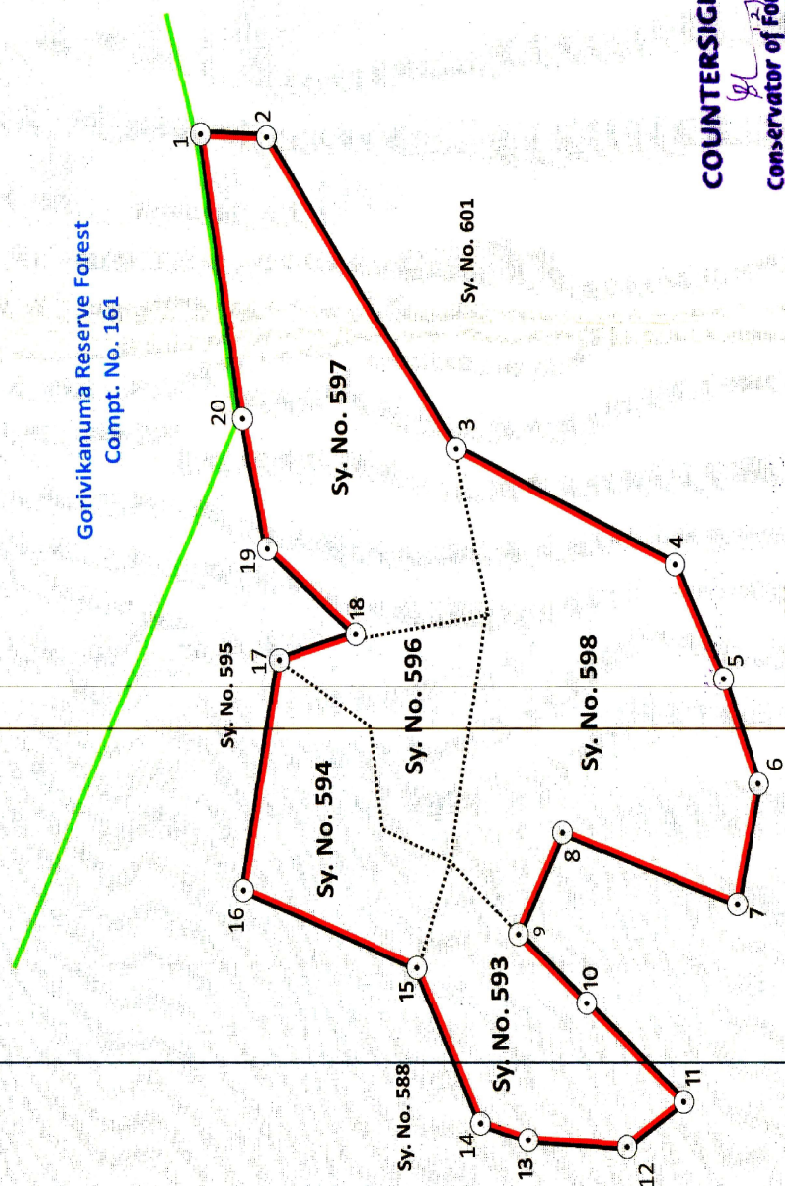 Gorivikanuma Reserve Forest
Compt. No. 161
1
2
20
Sy. No. 601
Sy. No. 597
3
19
18
17
4
Sy. No. 595
Sy. No. 596
Sy. No. 598
5
6
Sy. No. 594
8
16
7
9
15
10
Sy. No. 593
11
Sy. No. 588
14
13
12
COUNTERSIG
Conservator of Fo